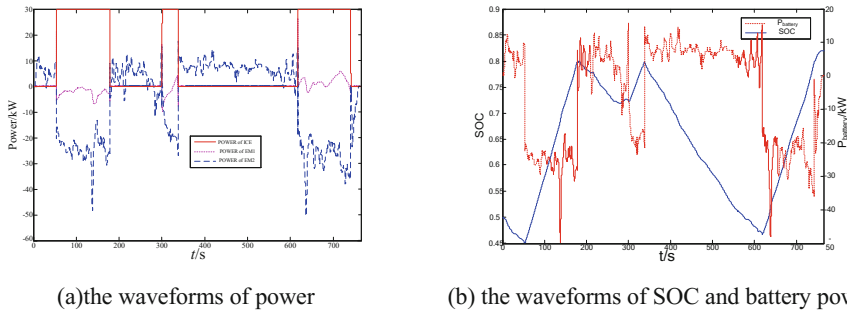 30
20
10
0
-10
-20
-30
-40
-50
-60
Power/kW
POWER of ICE
POWER of EM1
POWER of EM2
0 100 200 300 400 500 600 700
t/s
(a)the waveforms of power
0.9
0.85
0.8
0.75
0.7
0.65
0.6
0.55
0.5
0.45
SOC
Pbattery
SOC
20
10
0
10
20
30
-40
-
Pbattery/kW
0 100 200 300 400 500 600 700 50
t/s
(b) the waveforms of SOC and battery pow